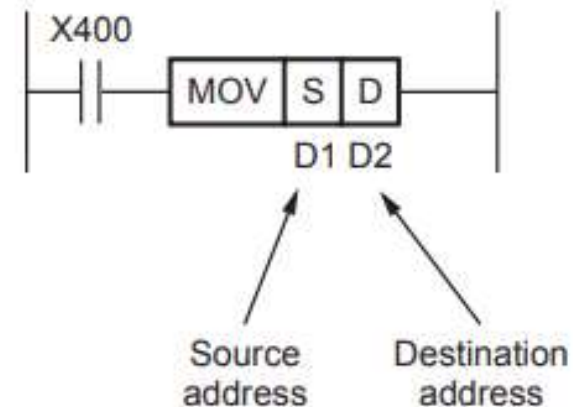 X400
MOV S D
D1 D2
Source address
Destination address